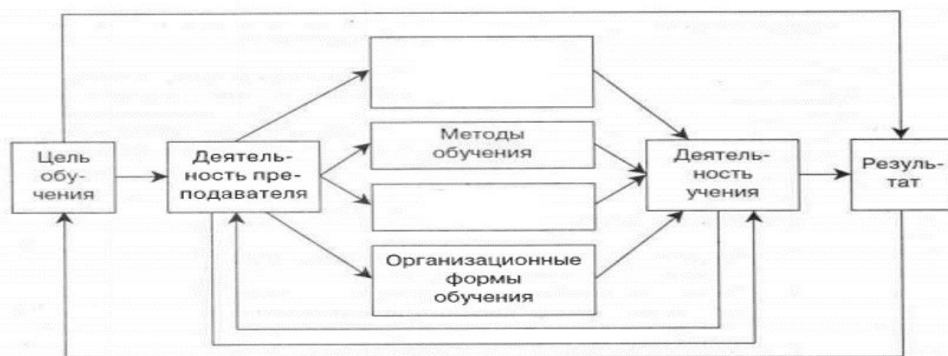 Цель
обу-
чения
Деятель-
ность пре-
подавателя
Методы
обучения
Организационные
формы
обучения
Деятель-
ность
учения
Резуль-
тат